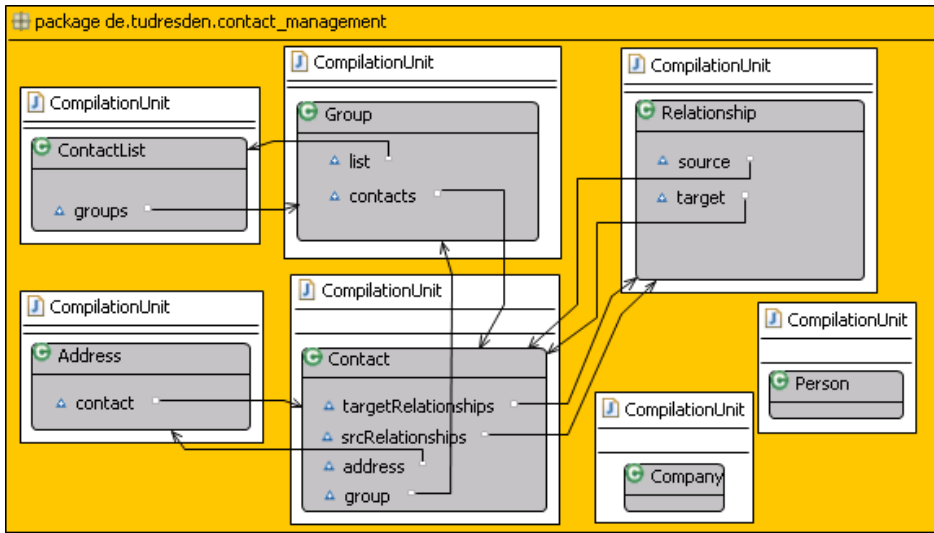 package de.tudresden.contact_management
CompilationUnit
ContactList
groups
CompilationUnit
Group
list
contacts
CompilationUnit
Relationship
source
target
CompilationUnit
Address
contact
CompilationUnit
Contact
targetRelationships
srcRelationships
address
group
CompilationUnit
Company
CompilationUnit
Person